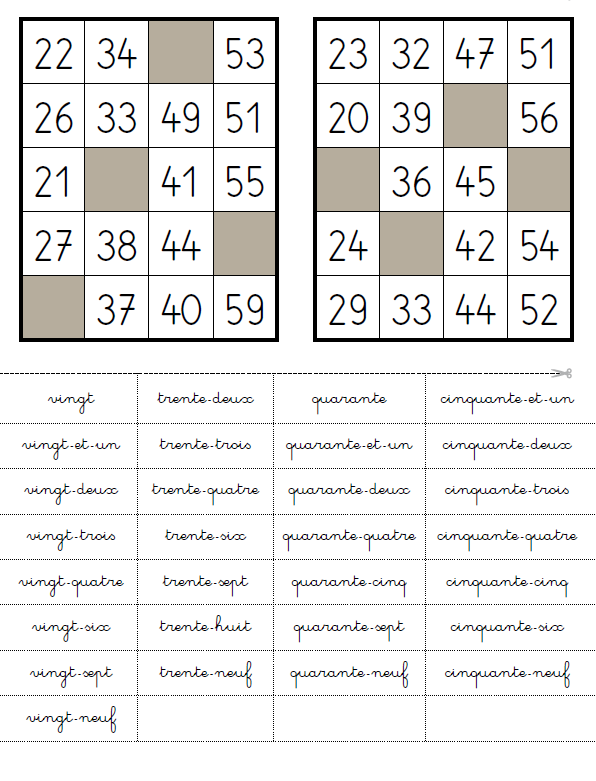 22 34 53
26 33 49 51
21 41 55
27 38 44
37 40 59
23 32 47 51
20 39 56
36 45
24 42 54
29 33 44 52
vingt trente-deux quarante cinquante-et-un
vingt-et-un trente-trois quarante-et-un cinquante-deux
vingt-deux trente-quatre quarante-deux cinquante-trois
vingt-trois trente-six quarante-quatre cinquante-quatre
vingt-quatre trente-sept quarante-cinq cinquante-cinq
vingt-six trente-huit quarante-sept cinquante-six
vingt-sept trente-neuf quarante-neuf cinquante-neuf
vingt-neuf